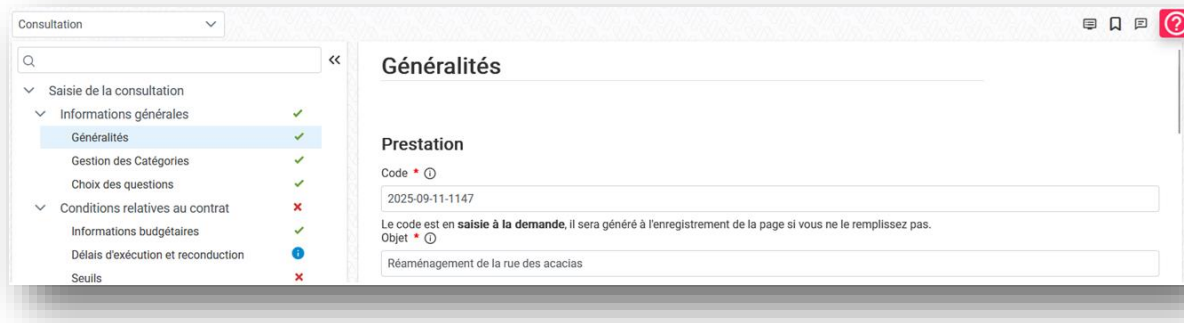 Consultation
Saisie de la consultation
Informations générales
Généralités
Gestion des Catégories
Choix des questions
Conditions relatives au contrat
Informations budgétaires
Délais d'exécution et reconduction
Seuils
Généralités
Prestation
Code *
2025-09-11-1147
Le code est en saisie à la demande, il sera généré à l'enregistrement de la page si vous ne le remplissez pas.
Objet *
Réaménagement de la rue des acacias